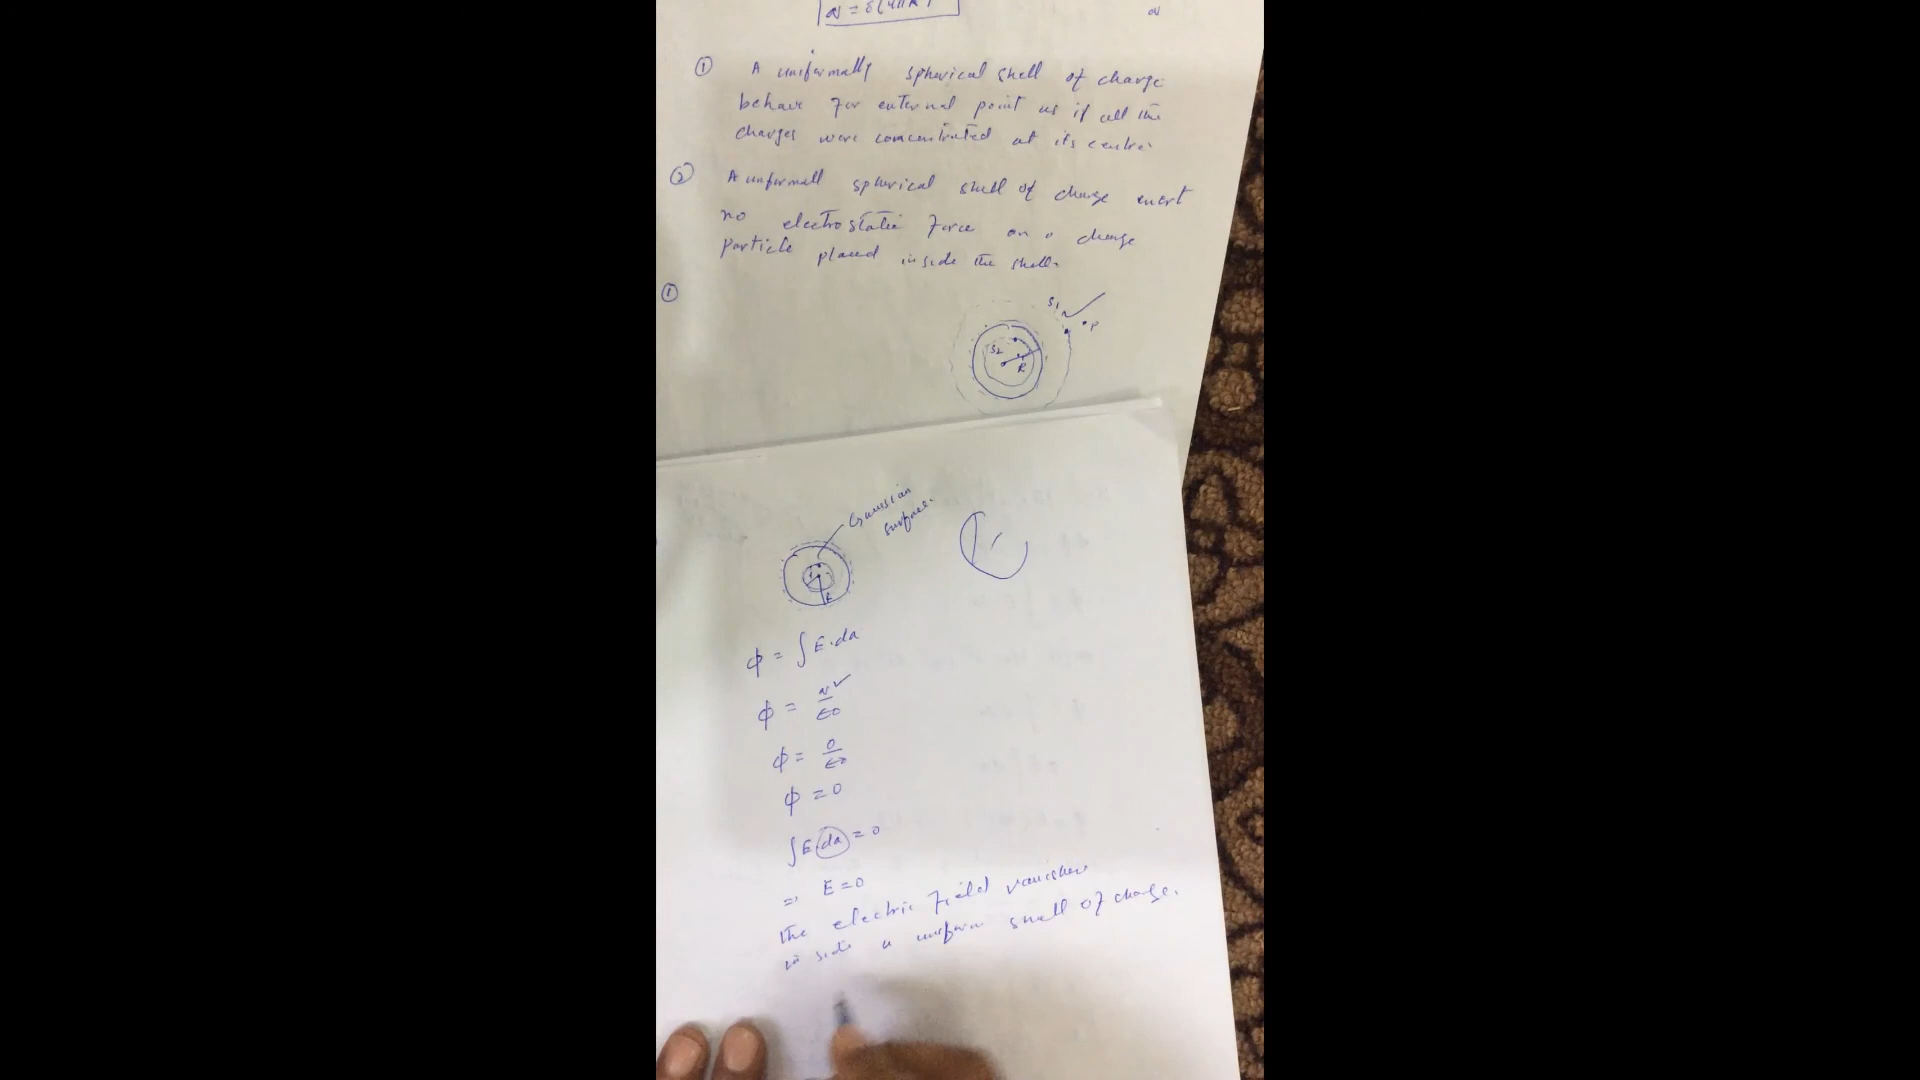 ①
A uniformally spherical shell of charge
behave for external point as if all the
charges were concentrated at its centre.
②
A unformall spherical shell of charge exert
no electrostatic force on a charge
particle placed inside the shell.
①
S₁
P
S₂
R
Gaussian
surface.
r
R
ϕ = ∫E.da
ϕ = q/ε0
ϕ = 0/ε0
ϕ = 0
∫E.da = 0
⇒ E=0
The electric field vanishes
in side a uniform shell of charge.